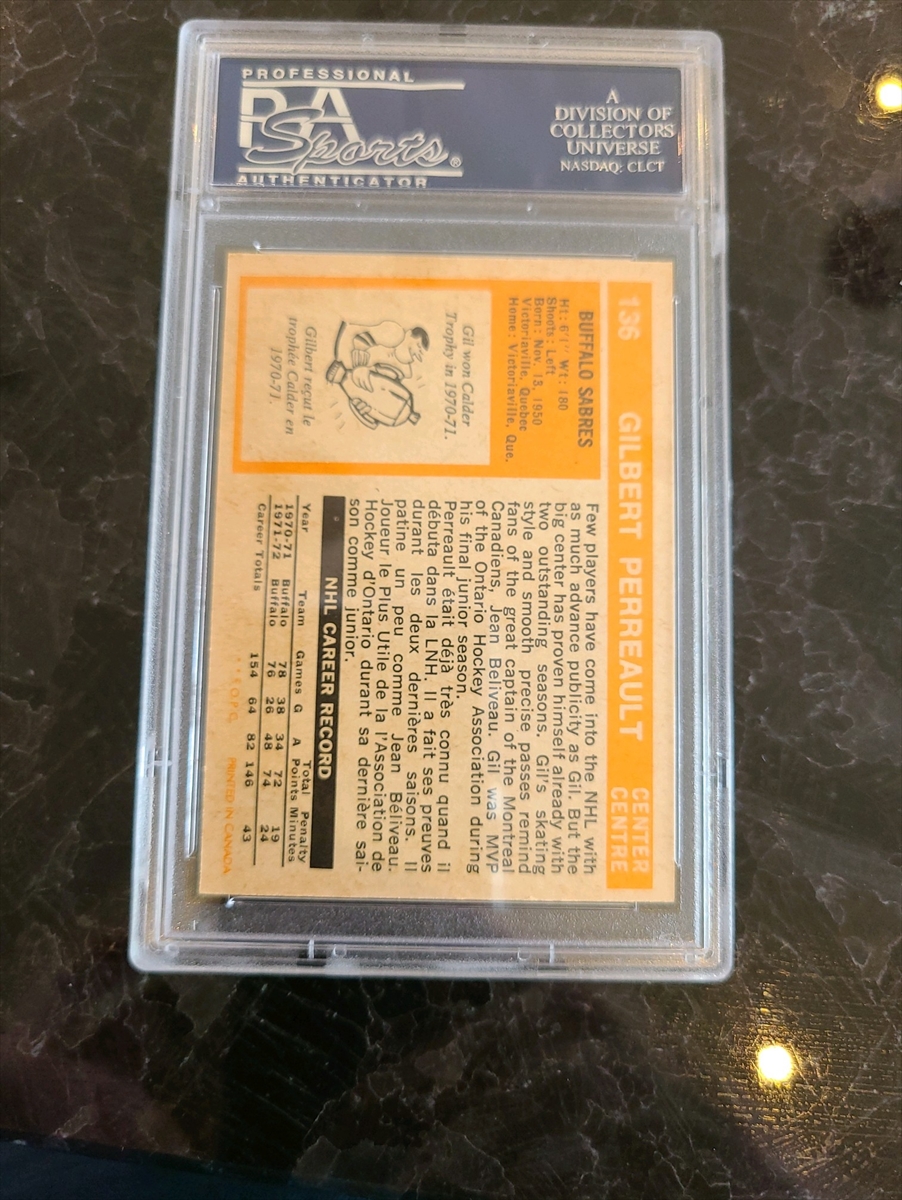 PROFESSIONAL
PSA
Sports®
AUTHENTICATOR
A
DIVISION OF
COLLECTORS
UNIVERSE
NASDAQ: CLCT
136 GILBERT PERREAULT
CENTER
CENTRE
BUFFALO SABRES
Ht: 6'1" Wt: 180
Shoots: Left
Born: Nov. 13, 1950
Victoriaville, Quebec
Home: Victoriaville, Que.
Gil won Calder
Trophy in 1970-71.
Gilbert reçut le
trophée Calder en
1970-71.
Few players have come into the NHL with
as much advance publicity as Gil. But the
big center has proven himself already with
two outstanding seasons. Gil's skating
style and smooth precise passes remind
fans of the great captain of the Montreal
Canadiens, Jean Beliveau. Gil was MVP
of the Ontario Hockey Association during
his final junior season.
Perreault était déjà très connu quand il
débuta dans la LNH. Il a fait ses preuves
durant les deux dernières saisons. Il
patine un peu comme Jean Béliveau.
Joueur le Plus Utile de la l'Association de
Hockey d'Ontario durant sa dernière sai-
son comme junior.
NHL CAREER RECORD
Total Penalty
Year Team Games G A Points Minutes
1970-71 Buffalo 78 38 34 72 19
1971-72 Buffalo 76 26 48 74 24
Career Totals 154 64 82 146 43
O.P.C. PRINTED IN CANADA